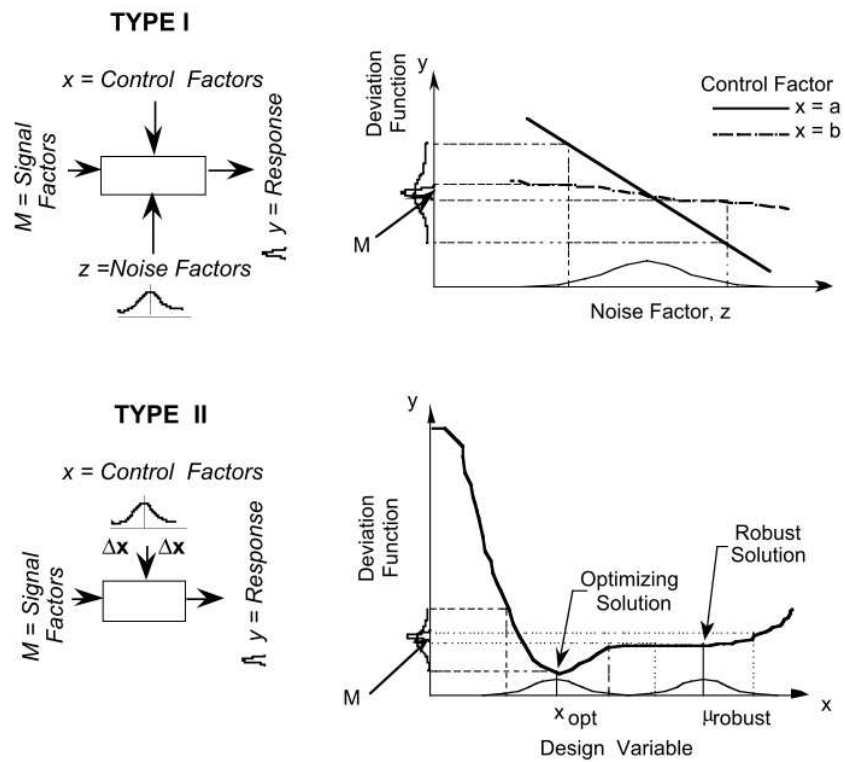 TYPE I
x = Control Factors
M = Signal
Factors
y = Response
z =Noise Factors
y
Deviation
Function
M
Control Factor
x = a
x = b
Noise Factor, z
TYPE II
x = Control Factors
Δx
Δx
M = Signal
Factors
y = Response
y
Deviation
Function
M
Optimizing
Solution
Robust
Solution
x opt
μrobust
x
Design Variable